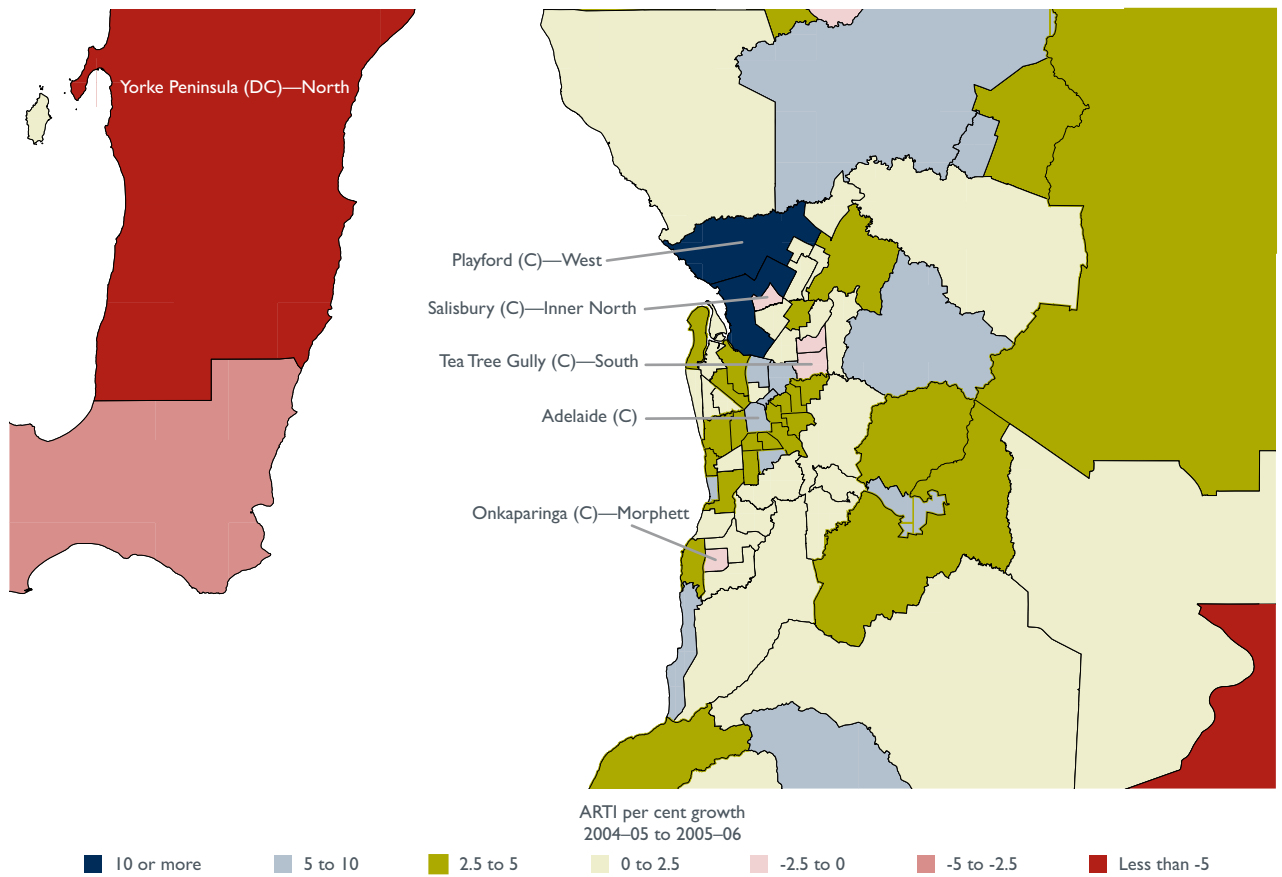 Yorke Peninsula (DC)—North
Playford (C)—West
Salisbury (C)—Inner North
Tea Tree Gully (C)—South
Adelaide (C)
Onkaparinga (C)—Morphett
ARTI per cent growth
2004–05 to 2005–06
10 or more
5 to 10
2.5 to 5
0 to 2.5
-2.5 to 0
-5 to -2.5
Less than -5